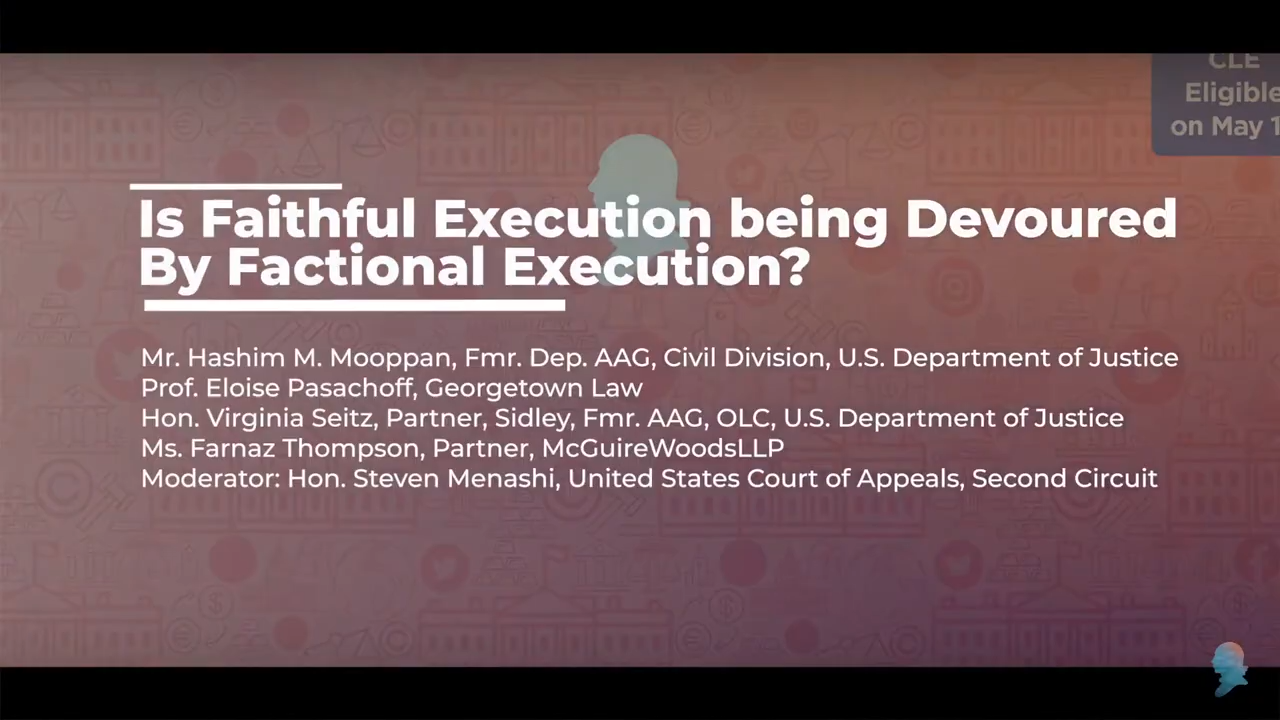 CLE
Eligible
on May 1
Is Faithful Execution being Devoured
By Factional Execution?
Mr. Hashim M. Mooppan, Fmr. Dep. AAG, Civil Division, U.S. Department of Justice
Prof. Eloise Pasachoff, Georgetown Law
Hon. Virginia Seitz, Partner, Sidley, Fmr. AAG, OLC, U.S. Department of Justice
Ms. Farnaz Thompson, Partner, McGuireWoodsLLP
Moderator: Hon. Steven Menashi, United States Court of Appeals, Second Circuit